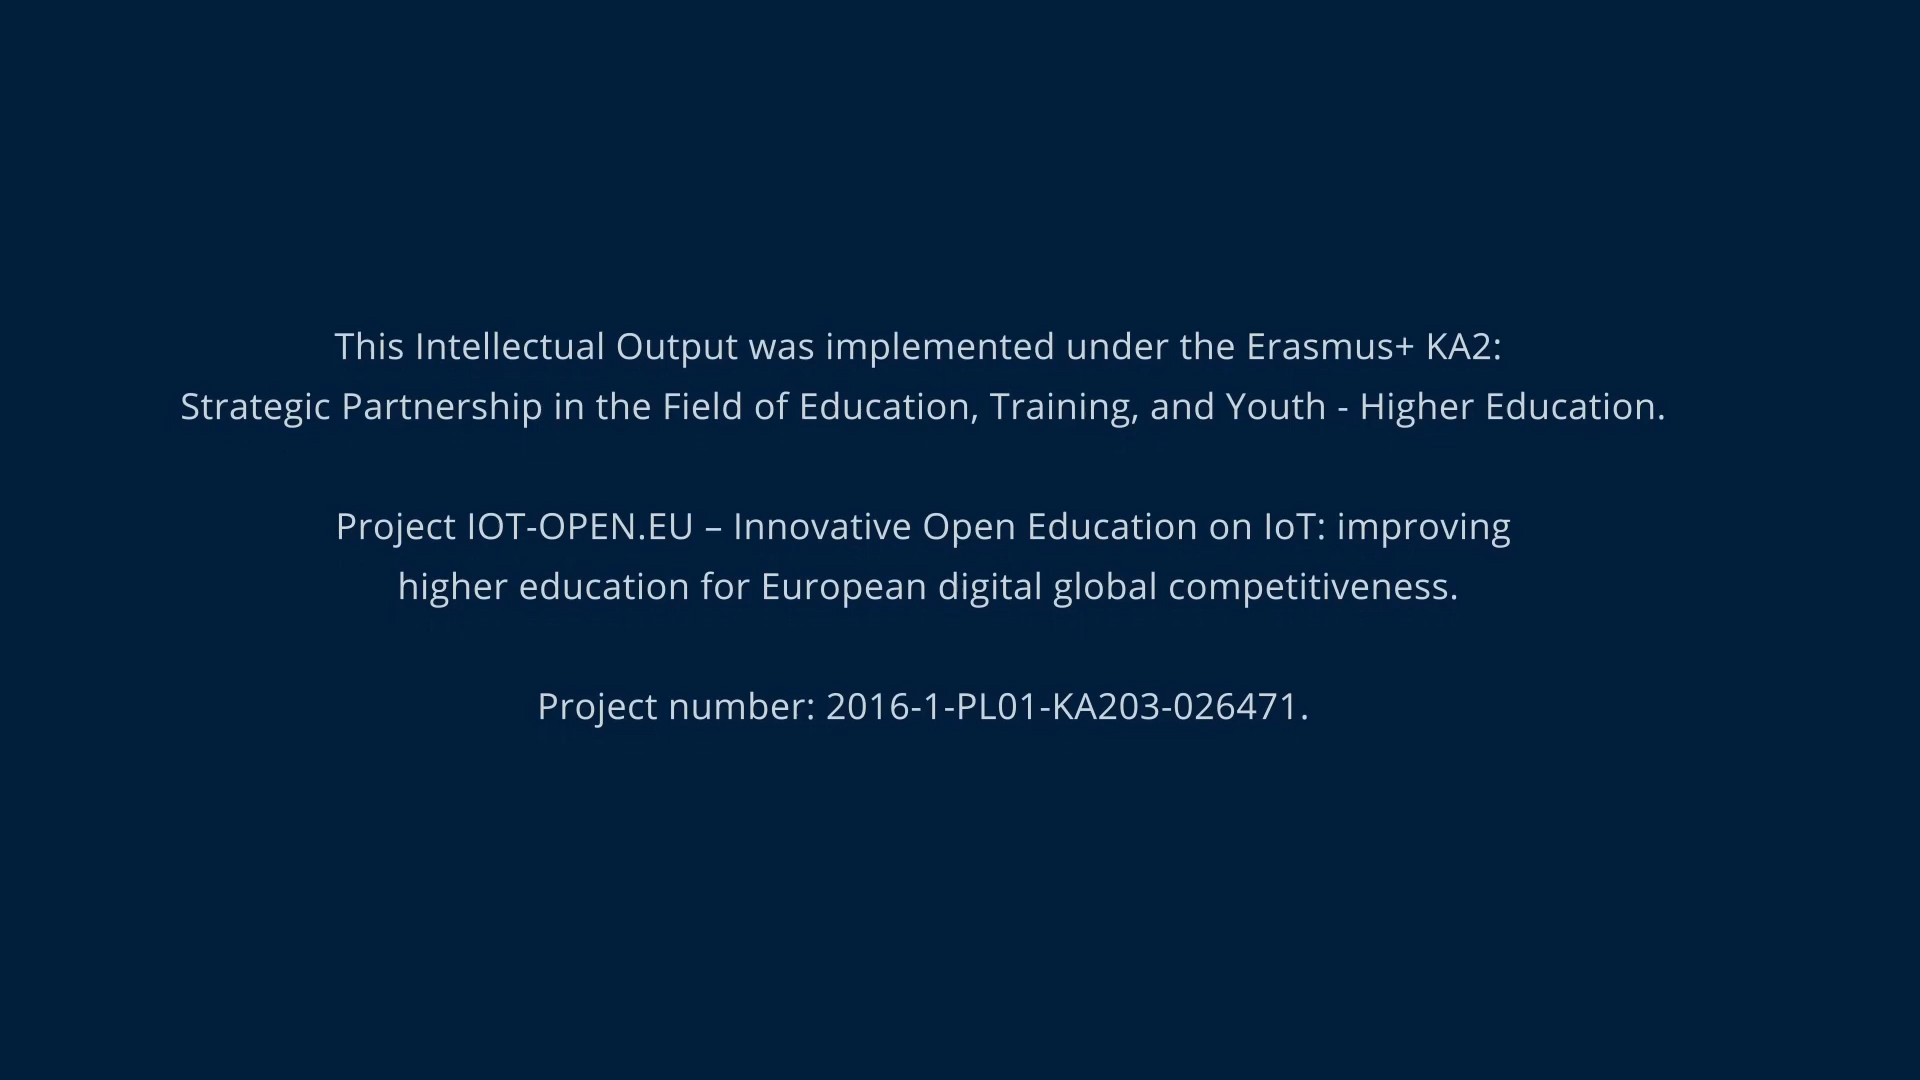 This Intellectual Output was implemented under the Erasmus+ KA2:
Strategic Partnership in the Field of Education, Training, and Youth - Higher Education.
Project IOT-OPEN.EU – Innovative Open Education on IoT: improving
higher education for European digital global competitiveness.
Project number: 2016-1-PL01-KA203-026471.